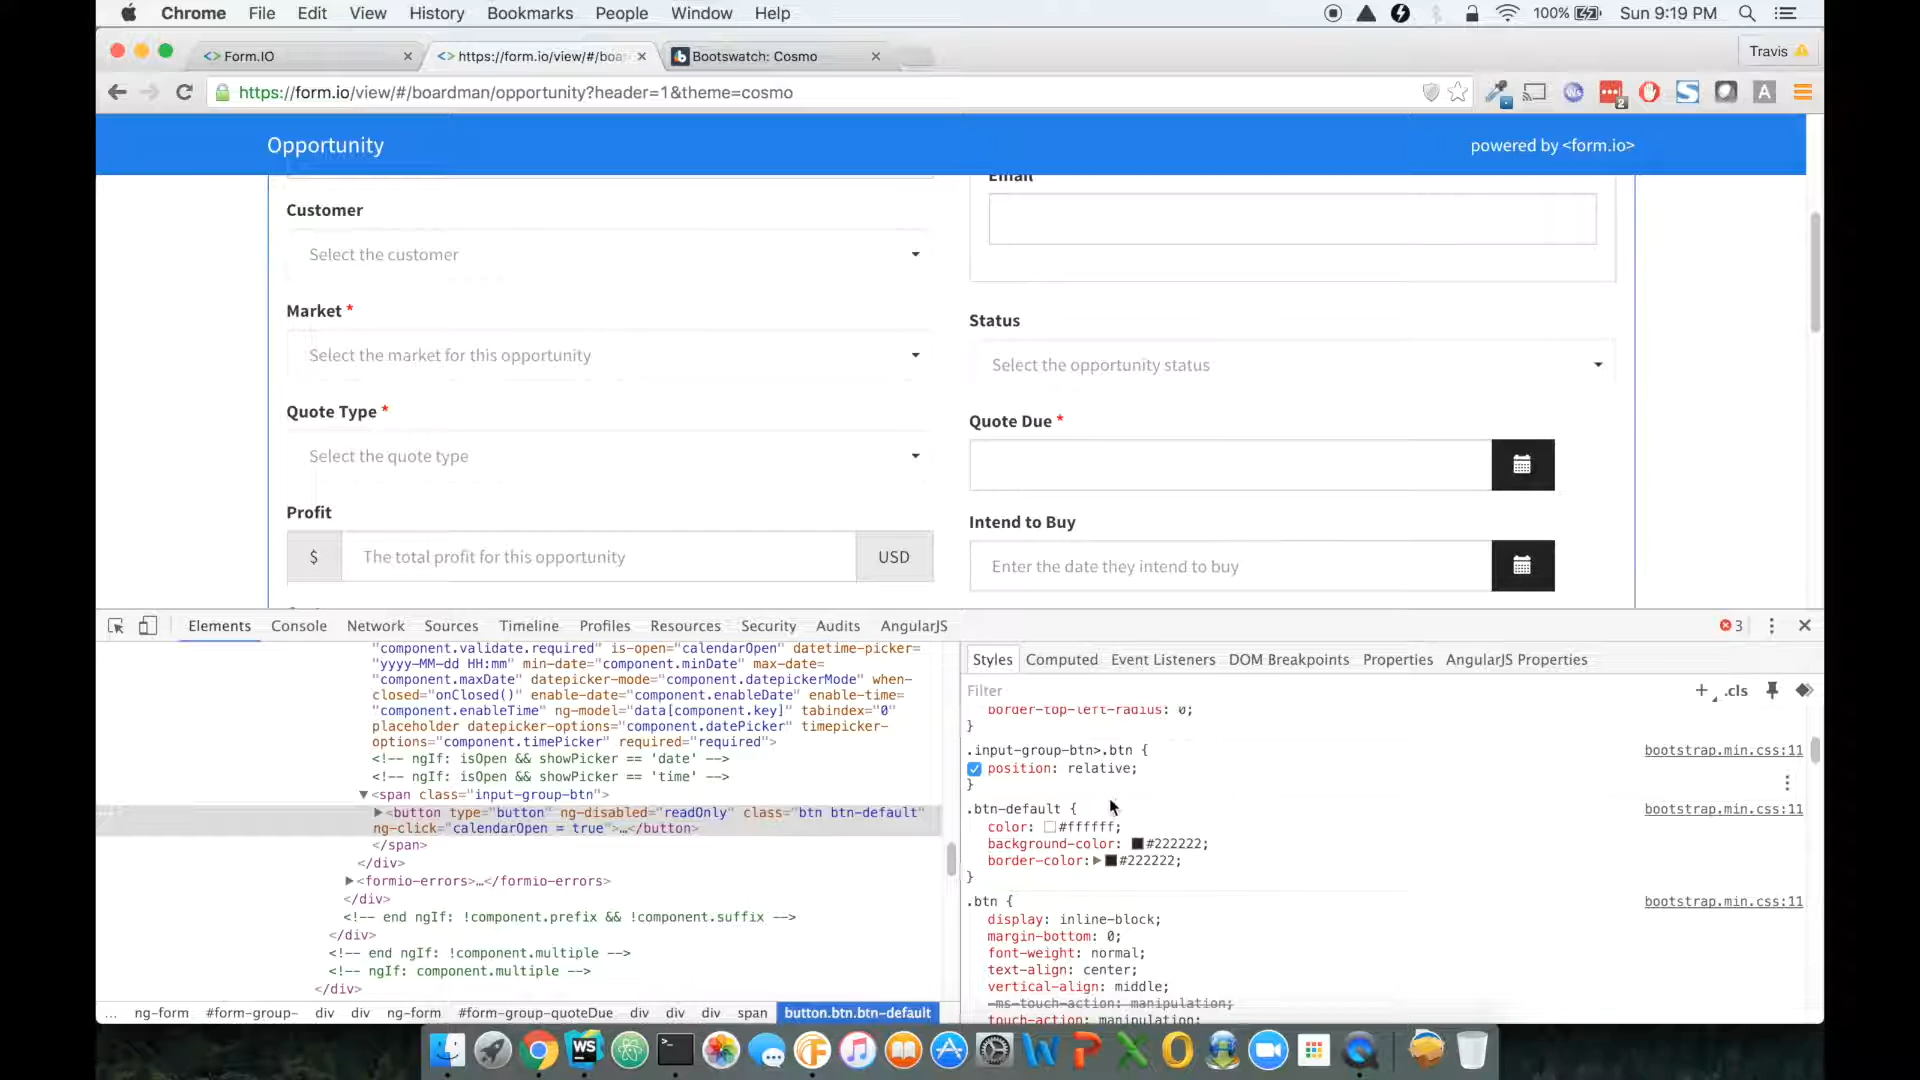 Chrome File Edit View History Bookmarks People Window Help 100% Sun 9:19 PM
<> Form.IO × <> https://form.io/view/#/boa × Bootswatch: Cosmo × Travis
https://form.io/view/#/boardman/opportunity?header=1&theme=cosmo
Opportunity powered by <form.io>
Email
Customer
Select the customer
Market *
Status
Select the market for this opportunity
Select the opportunity status
Quote Type *
Quote Due *
Select the quote type
Profit
Intend to Buy
$ The total profit for this opportunity USD
Enter the date they intend to buy
Elements Console Network Sources Timeline Profiles Resources Security Audits AngularJS 3
"component.validate.required" is-open="calendarOpen" datetime-picker=
"yyyy-MM-dd HH:mm" min-date="component.minDate" max-date=
"component.maxDate" datepicker-mode="component.datepickerMode" when-
closed="onClosed()" enable-date="component.enableDate" enable-time=
"component.enableTime" ng-model="data[component.key]" tabindex="0"
placeholder datepicker-options="component.datePicker" timepicker-
options="component.timePicker" required="required">
<!-- ngIf: isOpen && showPicker == 'date' -->
<!-- ngIf: isOpen && showPicker == 'time' -->
▼<span class="input-group-btn">
▶<button type="button" ng-disabled="readOnly" class="btn btn-default"
ng-click="calendarOpen = true">…</button>
</span>
</div>
▶<formio-errors>…</formio-errors>
</div>
<!-- end ngIf: !component.prefix && !component.suffix -->
</div>
<!-- end ngIf: !component.multiple -->
<!-- ngIf: component.multiple -->
</div>
... ng-form #form-group- div div ng-form #form-group-quoteDue div div div span button.btn.btn-default
Styles Computed Event Listeners DOM Breakpoints Properties AngularJS Properties
Filter + .cls
border-top-left-radius: 0;
}
.input-group-btn>.btn { bootstrap.min.css:11
position: relative;
}
.btn-default { bootstrap.min.css:11
color: #ffffff;
background-color: #222222;
border-color: ▶ #222222;
}
.btn { bootstrap.min.css:11
display: inline-block;
margin-bottom: 0;
font-weight: normal;
text-align: center;
vertical-align: middle;
-ms-touch-action: manipulation;
touch-action: manipulation;